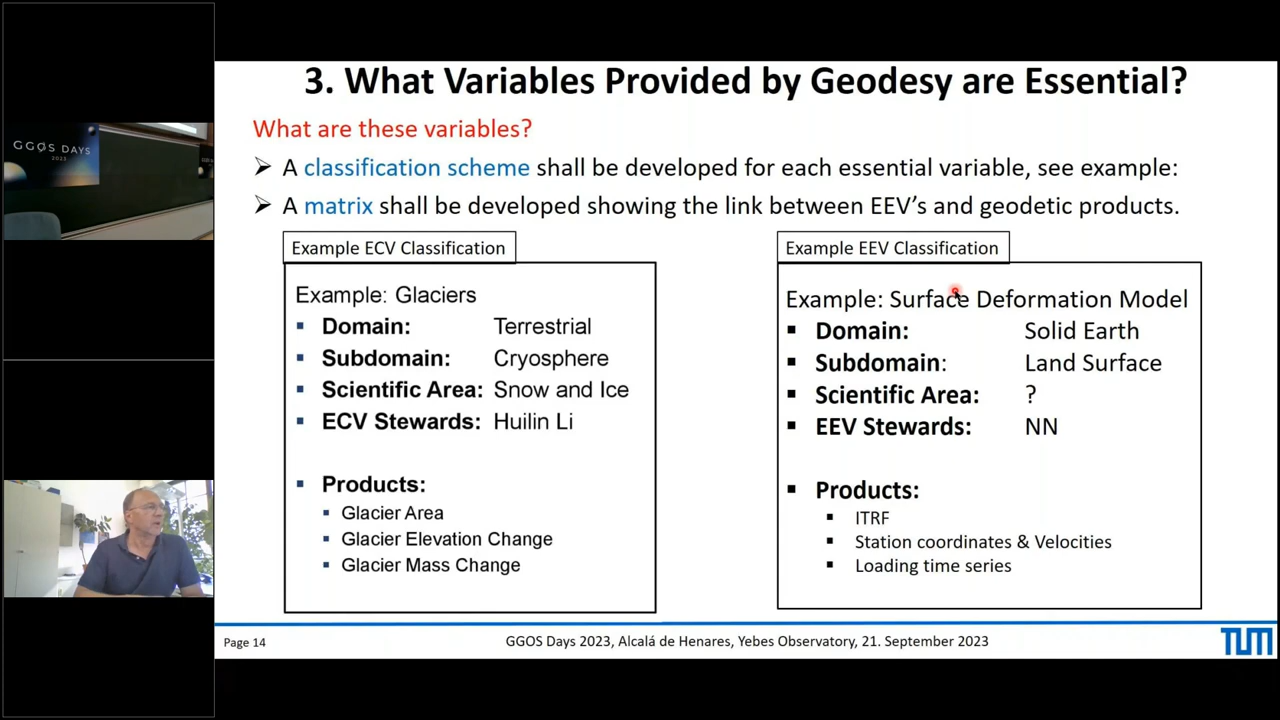 GGOS DAYS
2023
3. What Variables Provided by Geodesy are Essential?
What are these variables?
➢ A classification scheme shall be developed for each essential variable, see example:
➢ A matrix shall be developed showing the link between EEV's and geodetic products.
Example ECV Classification
Example: Glaciers
▪ Domain: Terrestrial
▪ Subdomain: Cryosphere
▪ Scientific Area: Snow and Ice
▪ ECV Stewards: Huilin Li
▪ Products:
▪ Glacier Area
▪ Glacier Elevation Change
▪ Glacier Mass Change
Example EEV Classification
Example: Surface Deformation Model
▪ Domain: Solid Earth
▪ Subdomain: Land Surface
▪ Scientific Area: ?
▪ EEV Stewards: NN
▪ Products:
▪ ITRF
▪ Station coordinates & Velocities
▪ Loading time series
Page 14
GGOS Days 2023, Alcalá de Henares, Yebes Observatory, 21. September 2023
TUM